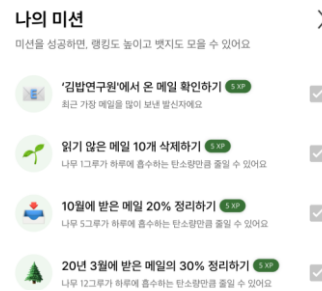 나의 미션
미션을 성공하면, 랭킹도 높이고 뱃지도 모을 수 있어요
'김밥연구원'에서 온 메일 확인하기 5 XP
최근 가장 메일을 많이 보낸 발신자에요
읽기 않은 메일 10개 삭제하기 5 XP
나무 1그루가 하루에 흡수하는 탄소량만큼 줄일 수 있어요
10월에 받은 메일 20% 정리하기 5 XP
나무 5그루가 하루에 흡수하는 탄소량만큼 줄일 수 있어요
20년 3월에 받은 메일의 30% 정리하기 5 XP
나무 12그루가 하루에 흡수하는 탄소량만큼 줄일 수 있어요